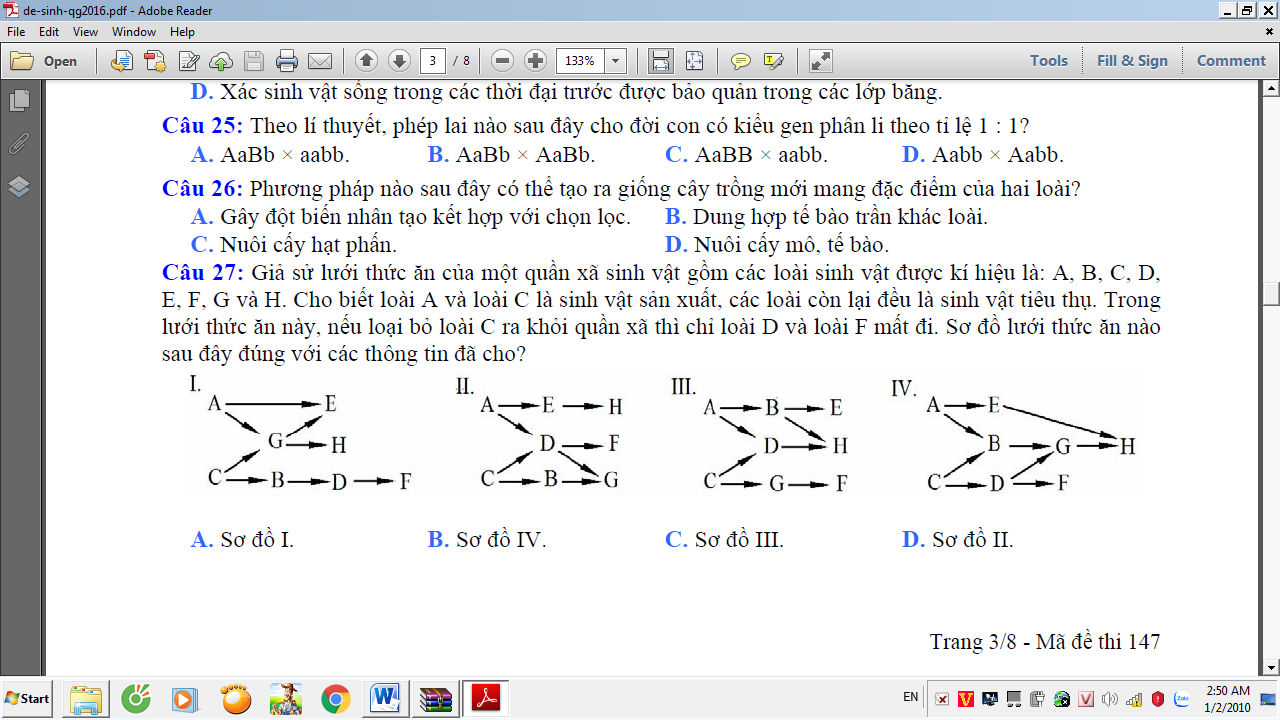 de-sinh-qg2016.pdf - Adobe Reader
File Edit View Window Help
Open 3 / 8 133% Tools Fill & Sign Comment
D. Xác sinh vật sống trong các thời đại trước được bảo quản trong các lớp băng.
Câu 25: Theo lí thuyết, phép lai nào sau đây cho đời con có kiểu gen phân li theo tỉ lệ 1 : 1?
A. AaBb × aabb. B. AaBb × AaBb. C. AaBB × aabb. D. Aabb × Aabb.
Câu 26: Phương pháp nào sau đây có thể tạo ra giống cây trồng mới mang đặc điểm của hai loài?
A. Gây đột biến nhân tạo kết hợp với chọn lọc. B. Dung hợp tế bào trần khác loài.
C. Nuôi cấy hạt phấn. D. Nuôi cấy mô, tế bào.
Câu 27: Giả sử lưới thức ăn của một quần xã sinh vật gồm các loài sinh vật được kí hiệu là: A, B, C, D,
E, F, G và H. Cho biết loài A và loài C là sinh vật sản xuất, các loài còn lại đều là sinh vật tiêu thụ. Trong
lưới thức ăn này, nếu loại bỏ loài C ra khỏi quần xã thì chỉ loài D và loài F mất đi. Sơ đồ lưới thức ăn nào
sau đây đúng với các thông tin đã cho?
I. II. III. IV.
A E A E H A B E A E
G H D F D H B G H
C B D F C B G C G F C D F
A. Sơ đồ I. B. Sơ đồ IV. C. Sơ đồ III. D. Sơ đồ II.
Trang 3/8 - Mã đề thi 147
Start EN 2:50 AM
1/2/2010